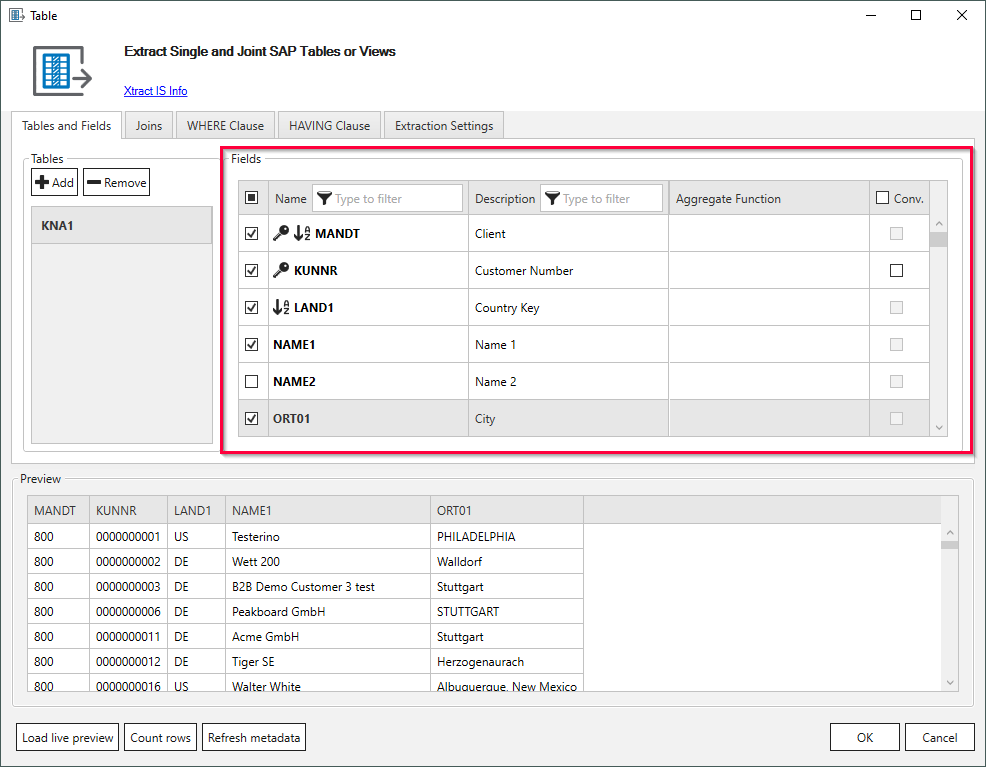 Table
Extract Single and Joint SAP Tables or Views
Xtract IS Info
Tables and Fields Joins WHERE Clause HAVING Clause Extraction Settings
Tables
Add Remove
KNA1
Fields
Name Type to filter Description Type to filter Aggregate Function Conv.
MANDT Client
KUNNR Customer Number
LAND1 Country Key
NAME1 Name 1
NAME2 Name 2
ORT01 City
Preview
MANDT KUNNR LAND1 NAME1 ORT01
800 0000000001 US Testerino PHILADELPHIA
800 0000000002 DE Wett 200 Walldorf
800 0000000003 DE B2B Demo Customer 3 test Stuttgart
800 0000000006 DE Peakboard GmbH STUTTGART
800 0000000011 DE Acme GmbH Stuttgart
800 0000000012 DE Tiger SE Herzogenaurach
800 0000000016 US Walter White Albuquerque, New Mexico
Load live preview Count rows Refresh metadata OK Cancel